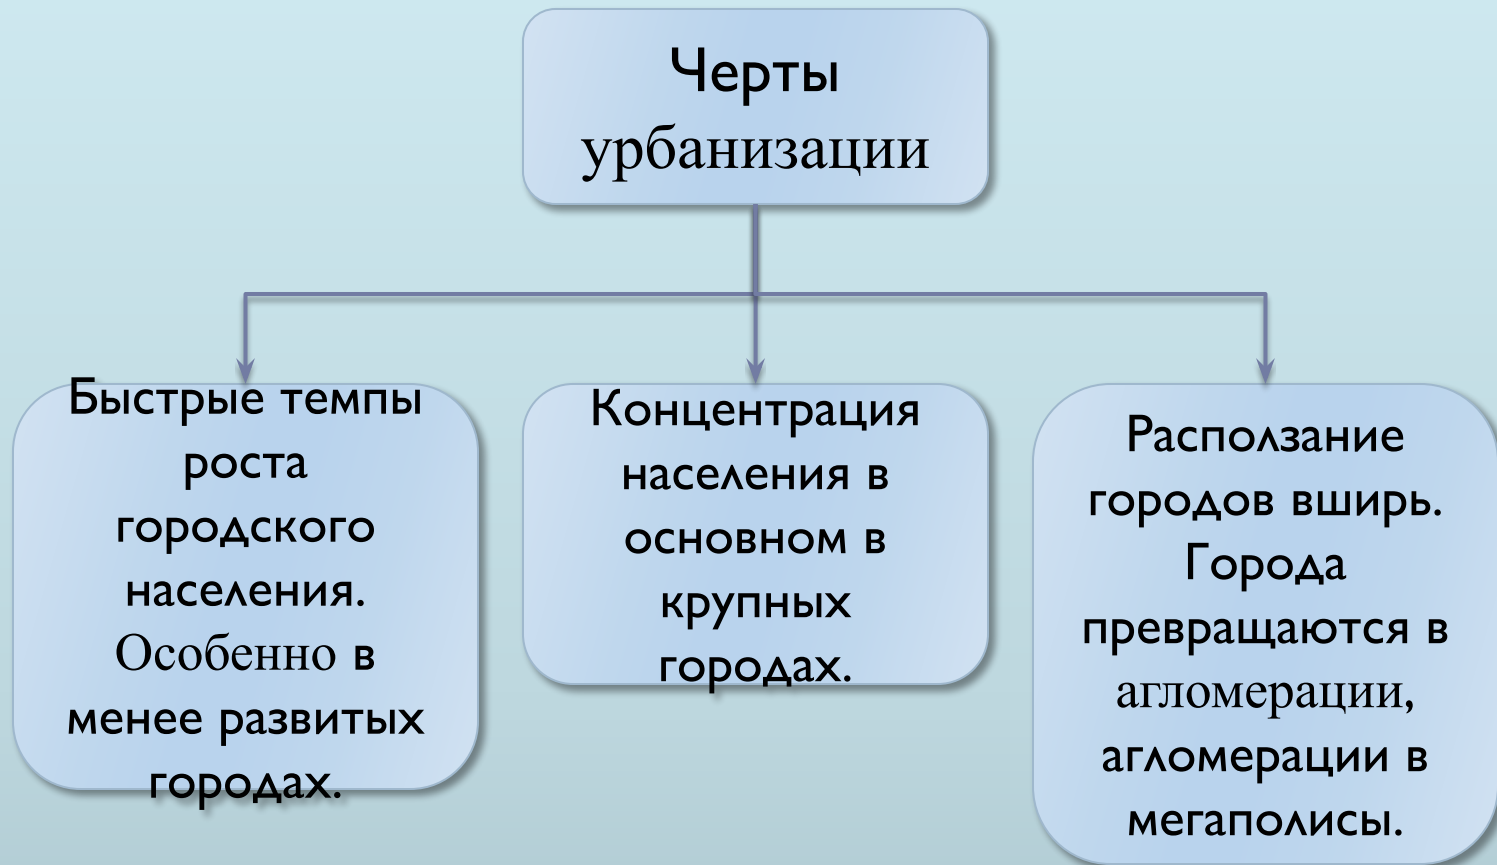 Черты
урбанизации
Быстрые темпы
роста
городского
населения.
Особенно в
менее развитых
городах.
Концентрация
населения в
основном в
крупных
городах.
Расползание
городов вширь.
Города
превращаются в
агломерации,
агломерации в
мегаполисы.